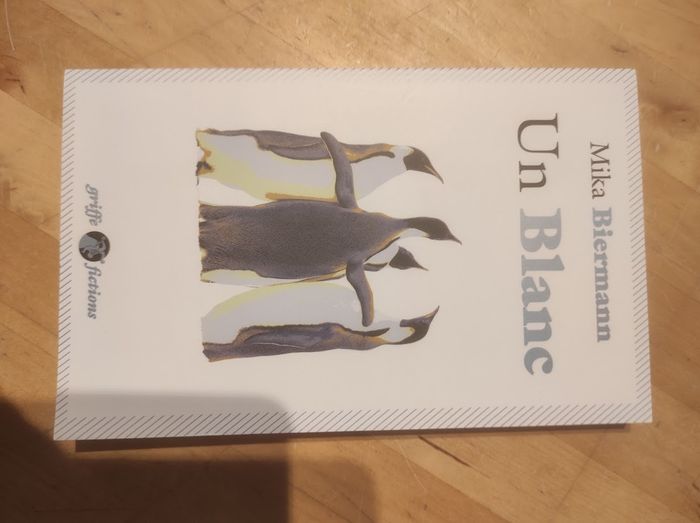 Mika Biermann
Un Blanc
griffe fictions